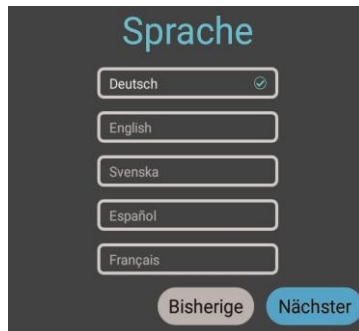 Sprache
Deutsch
English
Svenska
Español
Français
Bisherige Nächster